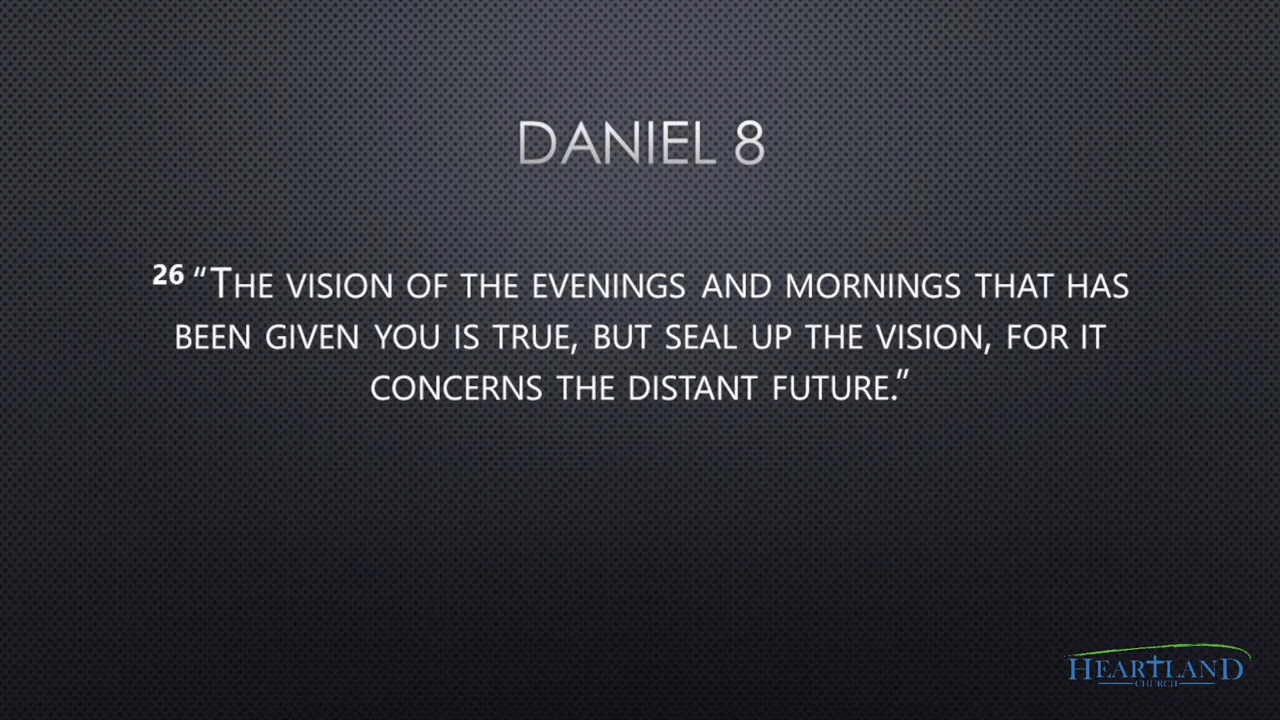 DANIEL 8
26 “THE VISION OF THE EVENINGS AND MORNINGS THAT HAS
BEEN GIVEN YOU IS TRUE, BUT SEAL UP THE VISION, FOR IT
CONCERNS THE DISTANT FUTURE.”
HEARTLAND
CHURCH